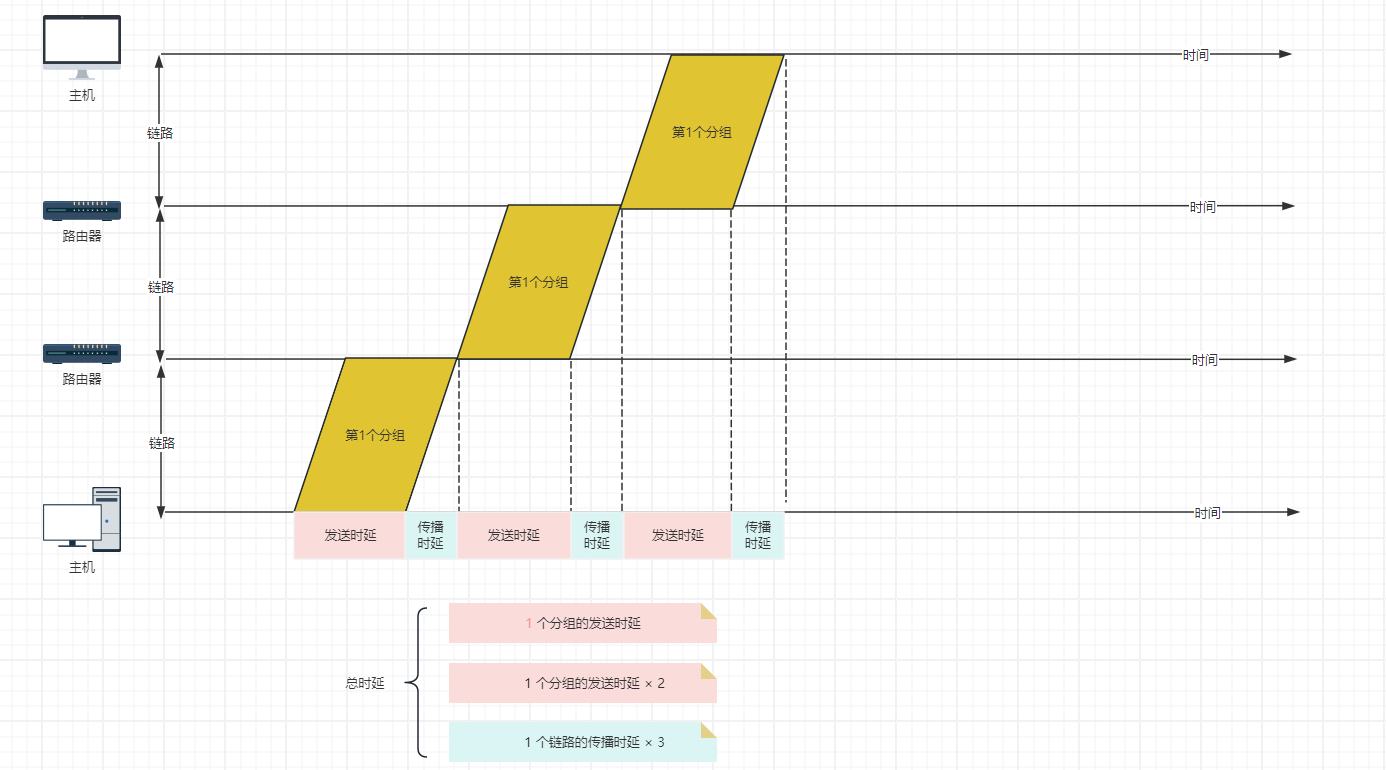 时间
主机
链路
第1个分组
时间
路由器
链路
第1个分组
时间
路由器
链路
第1个分组
时间
主机
发送时延
传播
时延
发送时延
传播
时延
发送时延
传播
时延
总时延
1 个分组的发送时延
1 个分组的发送时延 × 2
1 个链路的传播时延 × 3